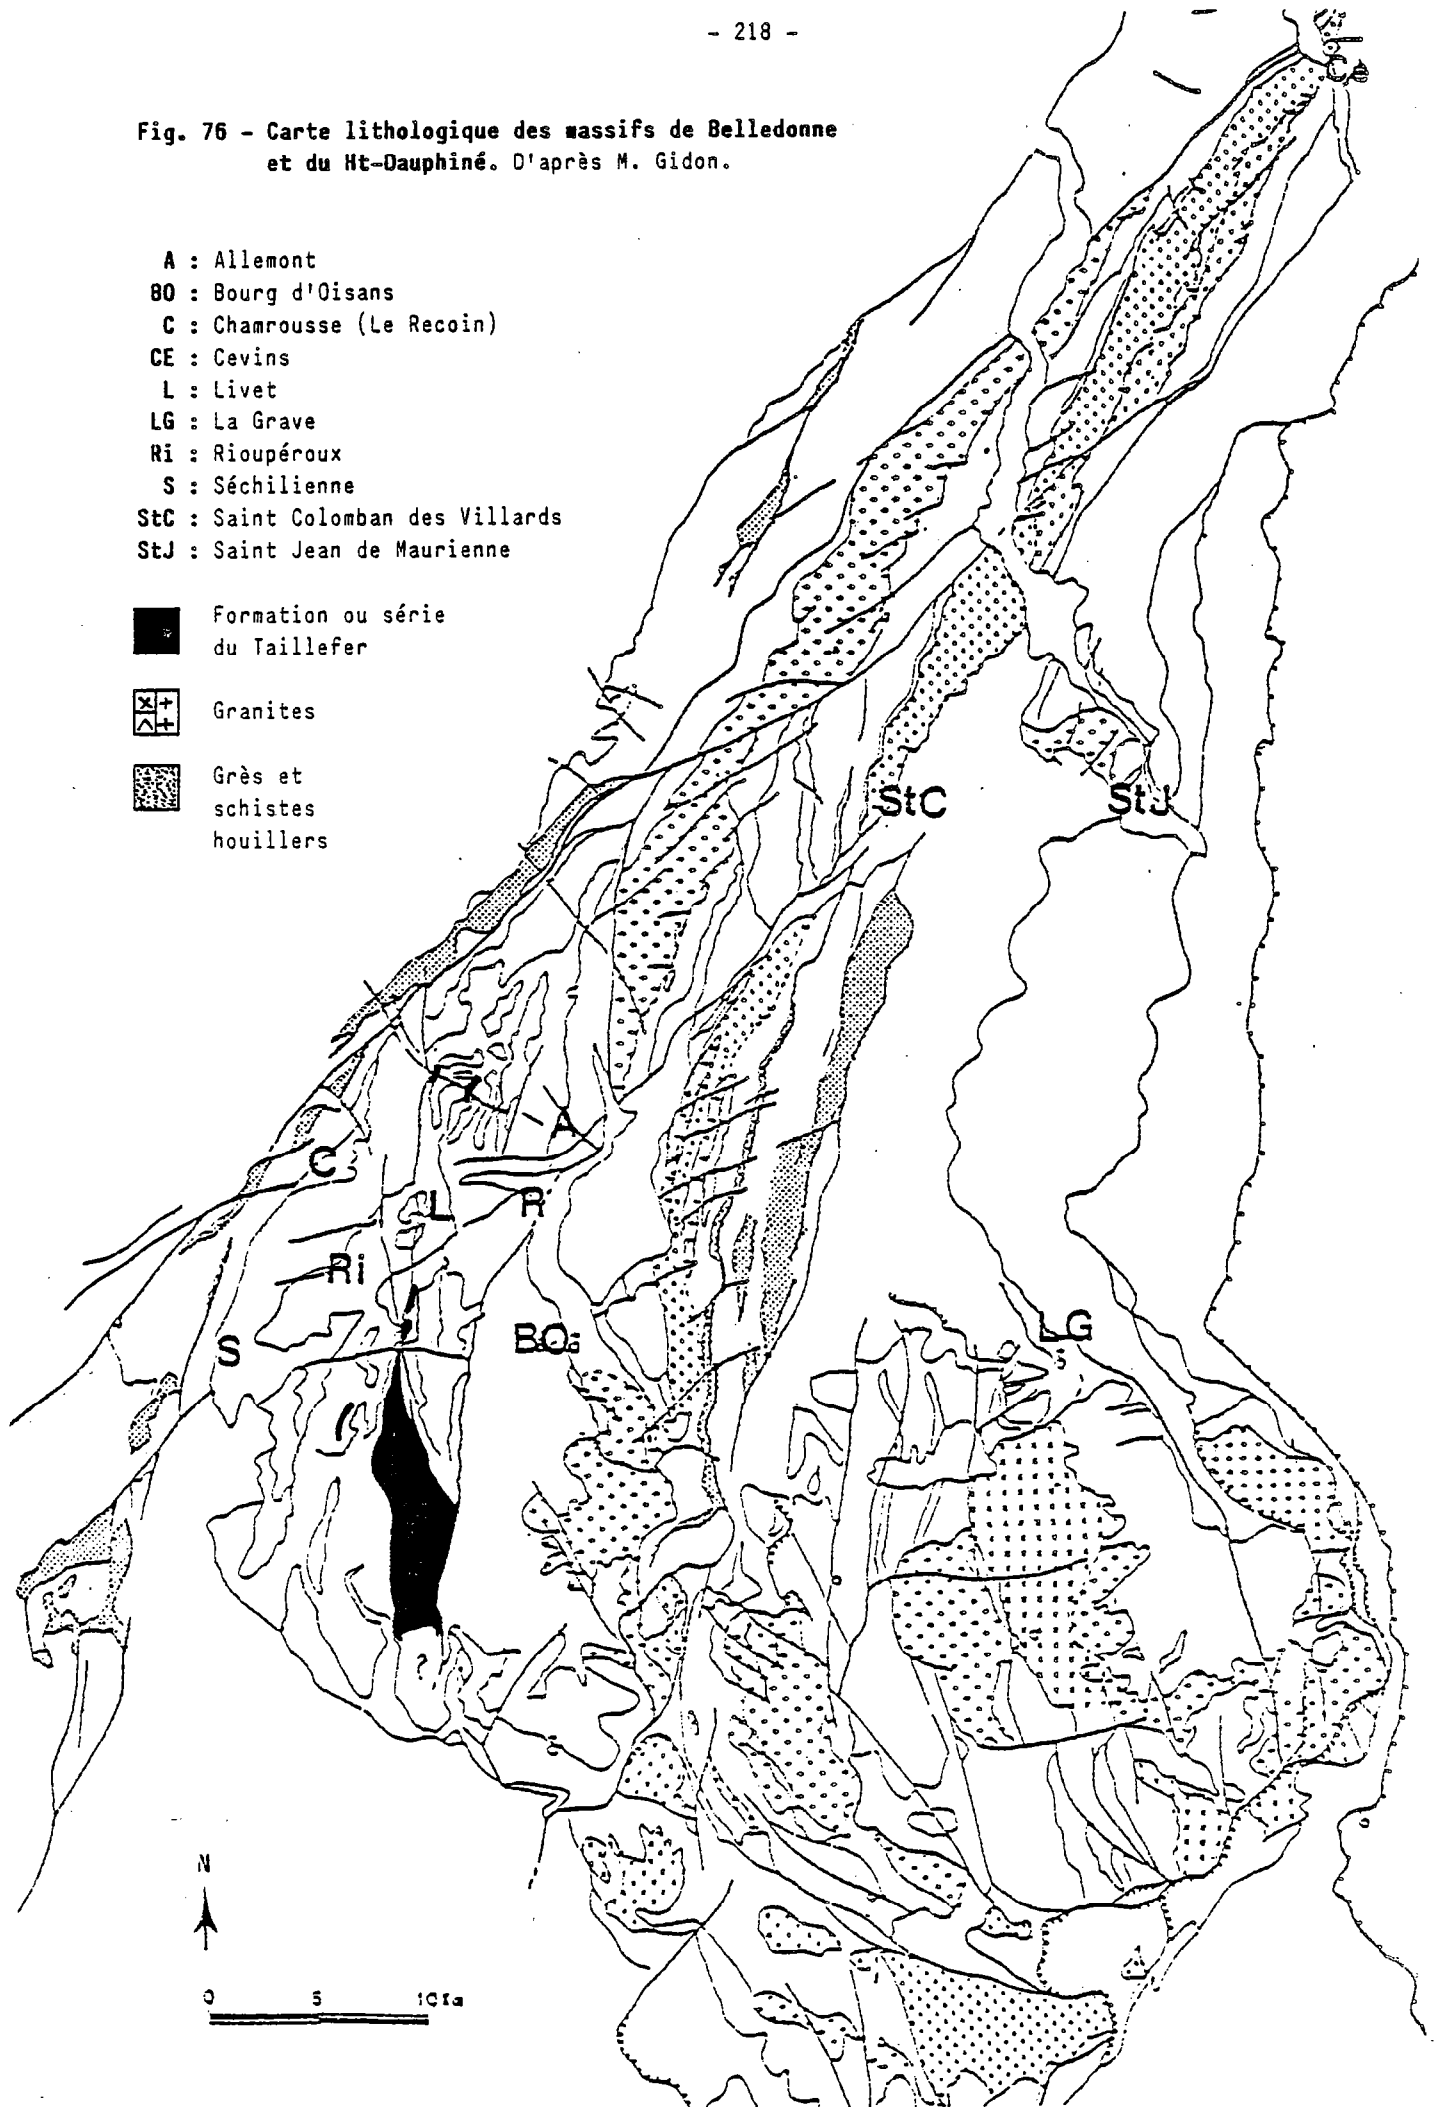 - 218 -
Fig. 76 - Carte lithologique des massifs de Belledonne
et du Ht-Dauphiné. D'après M. Gidon.
A : Allemont
BO : Bourg d'Oisans
C : Chamrousse (Le Recoin)
CE : Cevins
L : Livet
LG : La Grave
Ri : Rioupéroux
S : Séchilienne
StC : Saint Colomban des Villards
StJ : Saint Jean de Maurienne
Formation ou série
du Taillefer
Granites
Grès et
schistes
houillers
StC
StJ
A
C
L
R
Ri
S
BO
LG
?
N
0 5 10 Km